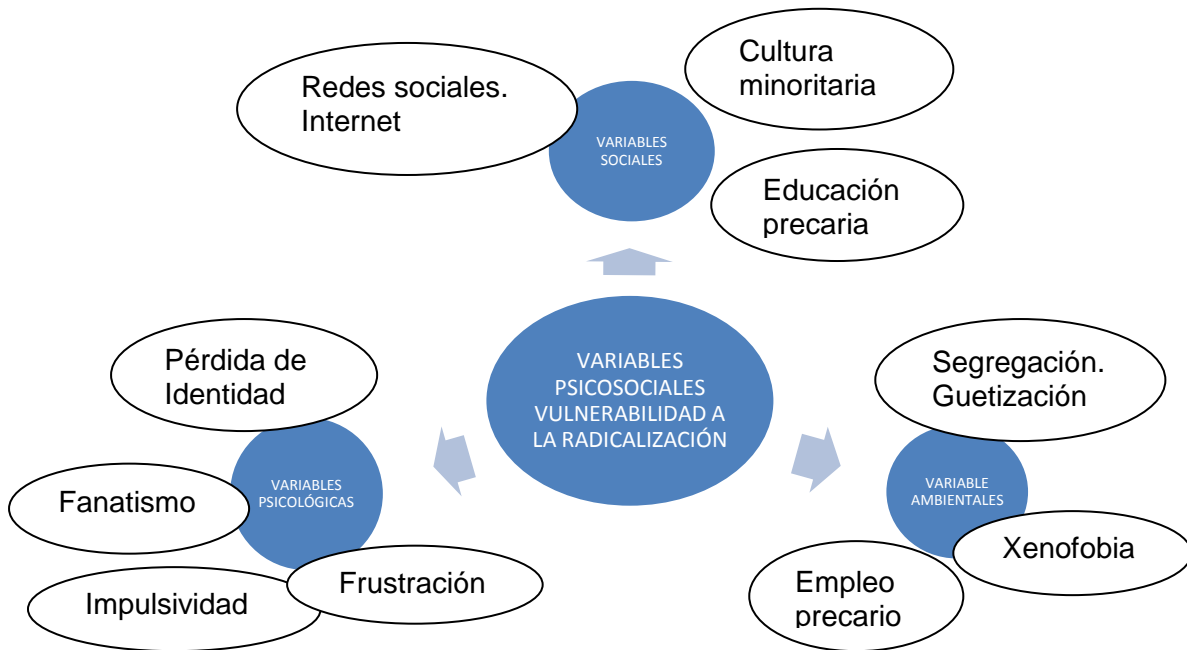 Redes sociales.
Internet
VARIABLES
SOCIALES
Cultura
minoritaria
Educación
precaria
VARIABLES
PSICOSOCIALES
VULNERABILIDAD A
LA RADICALIZACIÓN
Pérdida de
Identidad
VARIABLES
PSICOLÓGICAS
Fanatismo
Impulsividad
Frustración
Segregación.
Guetización
VARIABLE
AMBIENTALES
Xenofobia
Empleo
precario